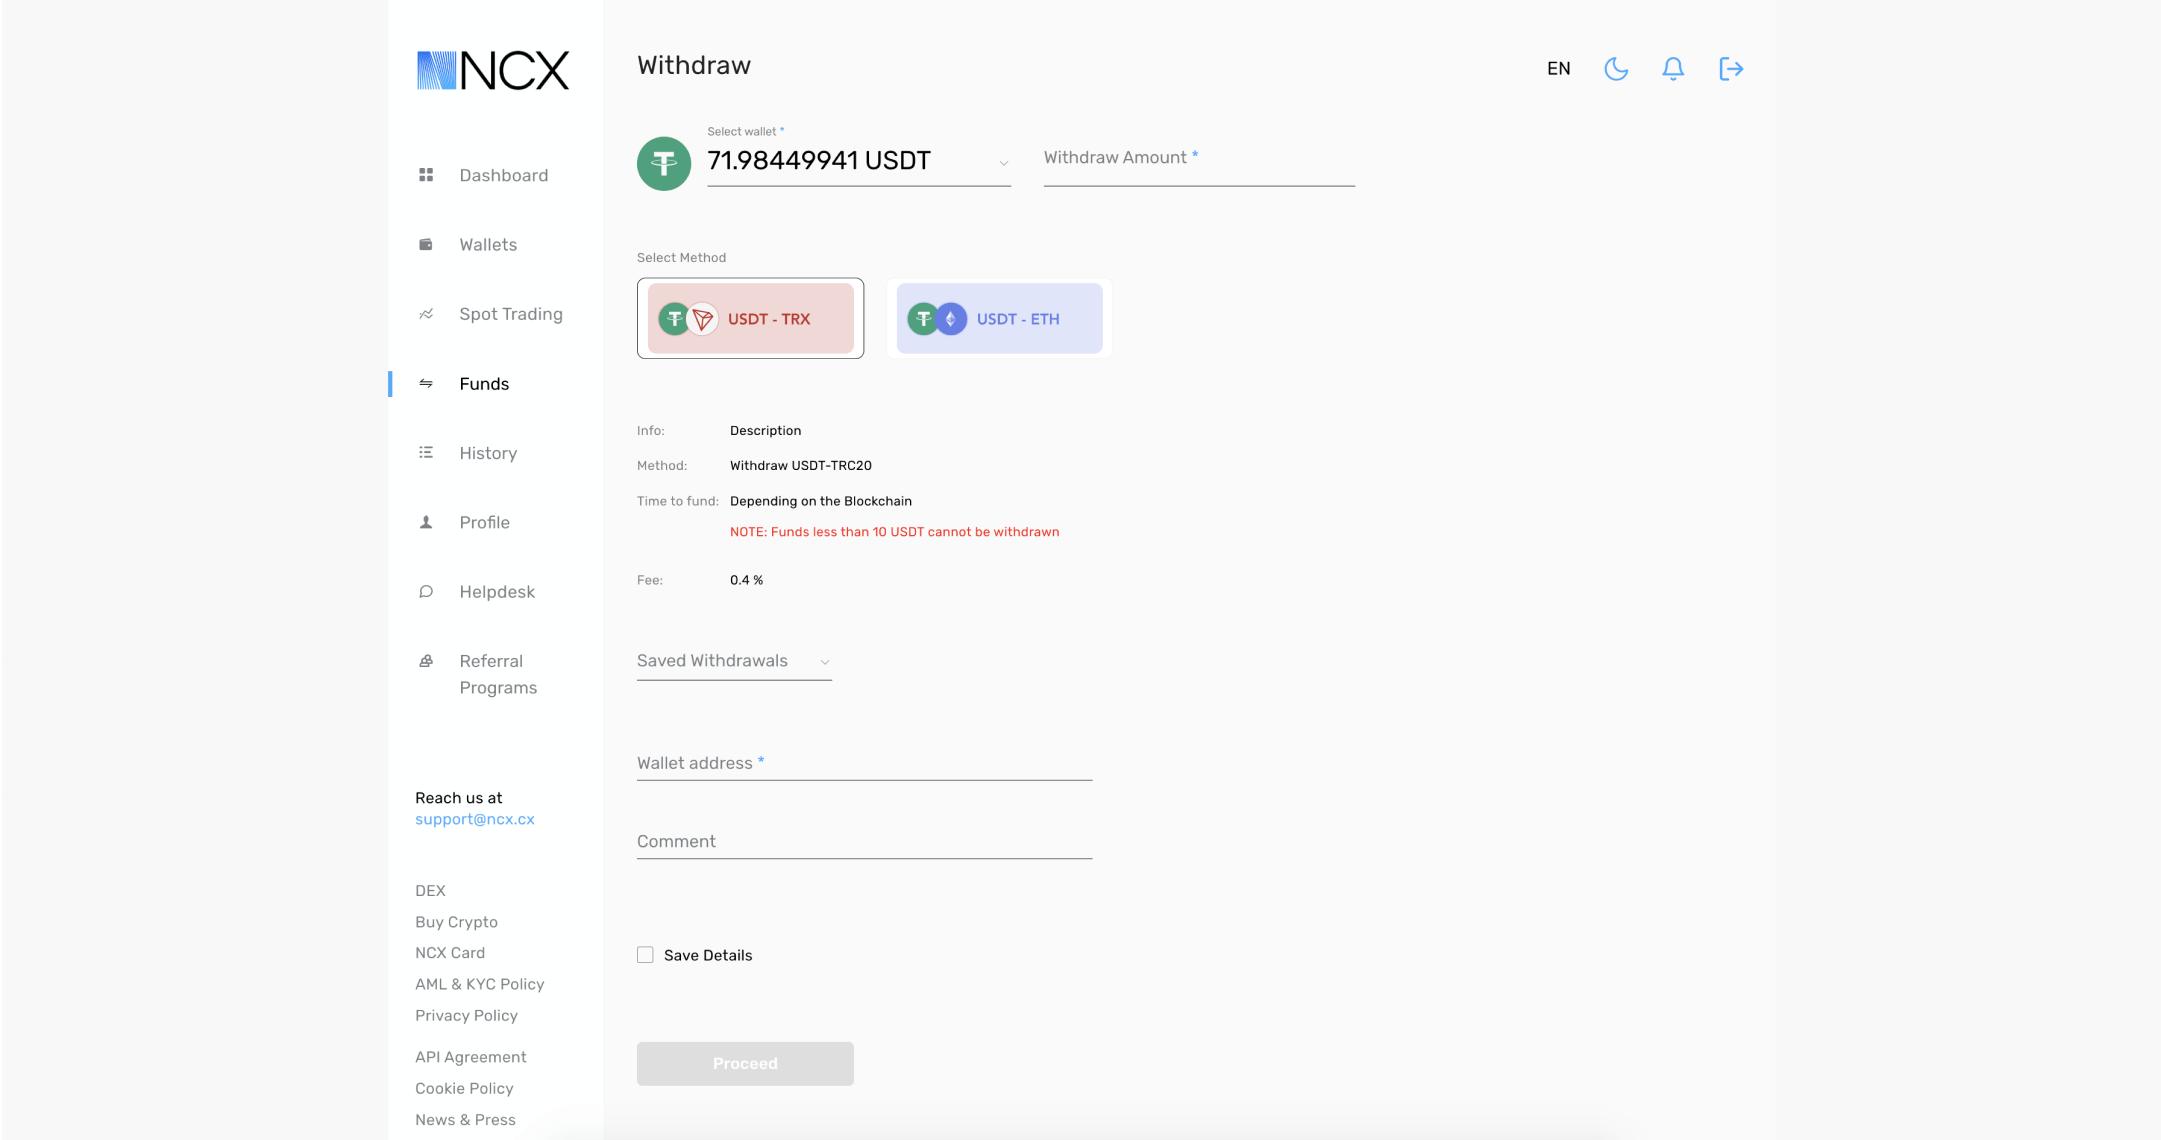 NCX
Dashboard
Wallets
Spot Trading
Funds
History
Profile
Helpdesk
Referral
Programs
Reach us at
support@ncx.cx
DEX
Buy Crypto
NCX Card
AML & KYC Policy
Privacy Policy
API Agreement
Cookie Policy
News & Press
Withdraw
EN
Select wallet *
71.98449941 USDT
Withdraw Amount *
Select Method
USDT - TRX
USDT - ETH
Info: Description
Method: Withdraw USDT-TRC20
Time to fund: Depending on the Blockchain
NOTE: Funds less than 10 USDT cannot be withdrawn
Fee: 0.4 %
Saved Withdrawals
Wallet address *
Comment
Save Details
Proceed